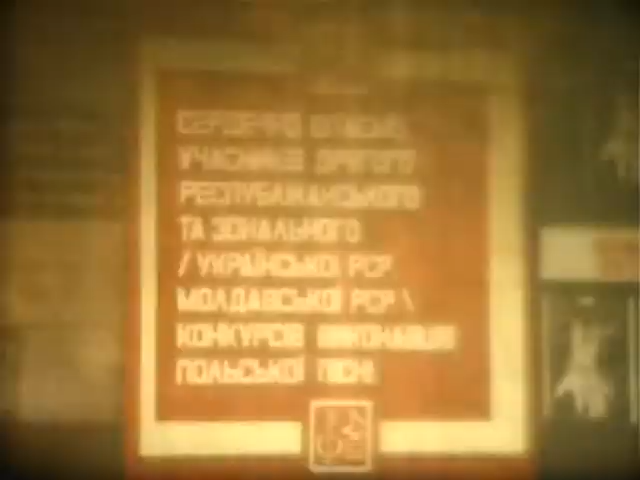 СЕРДЕЧНО ВІТАЄМО
УЧАСНИКІВ ДРУГОГО
РЕСПУБЛІКАНСЬКОГО
ТА ЗОНАЛЬНОГО
/ УКРАЇНСЬКОЇ РСР,
МОЛДАВСЬКОЇ РСР \
КОНКУРСІВ ВИКОНАВЦІВ
ПОЛЬСЬКОЇ ПІСНІ